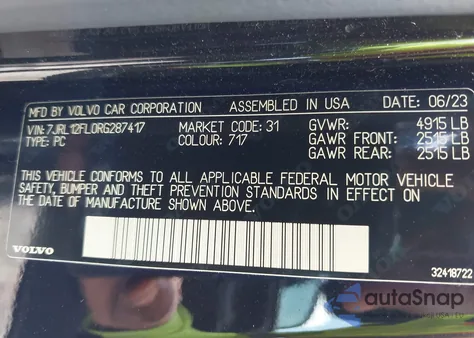 MFD BY VOLVO CAR CORPORATION ASSEMBLED IN USA DATE: 06/23
VIN: 7JRL12FL0RG287417 MARKET CODE: 31 GVWR: 4915 LB
TYPE: PC COLOUR: 717 GAWR FRONT: 2515 LB
GAWR REAR: 2515 LB
THIS VEHICLE CONFORMS TO ALL APPLICABLE FEDERAL MOTOR VEHICLE
SAFETY, BUMPER AND THEFT PREVENTION STANDARDS IN EFFECT ON
THE DATE OF MANUFACTURE SHOWN ABOVE.
VOLVO 32418722
autaSnap